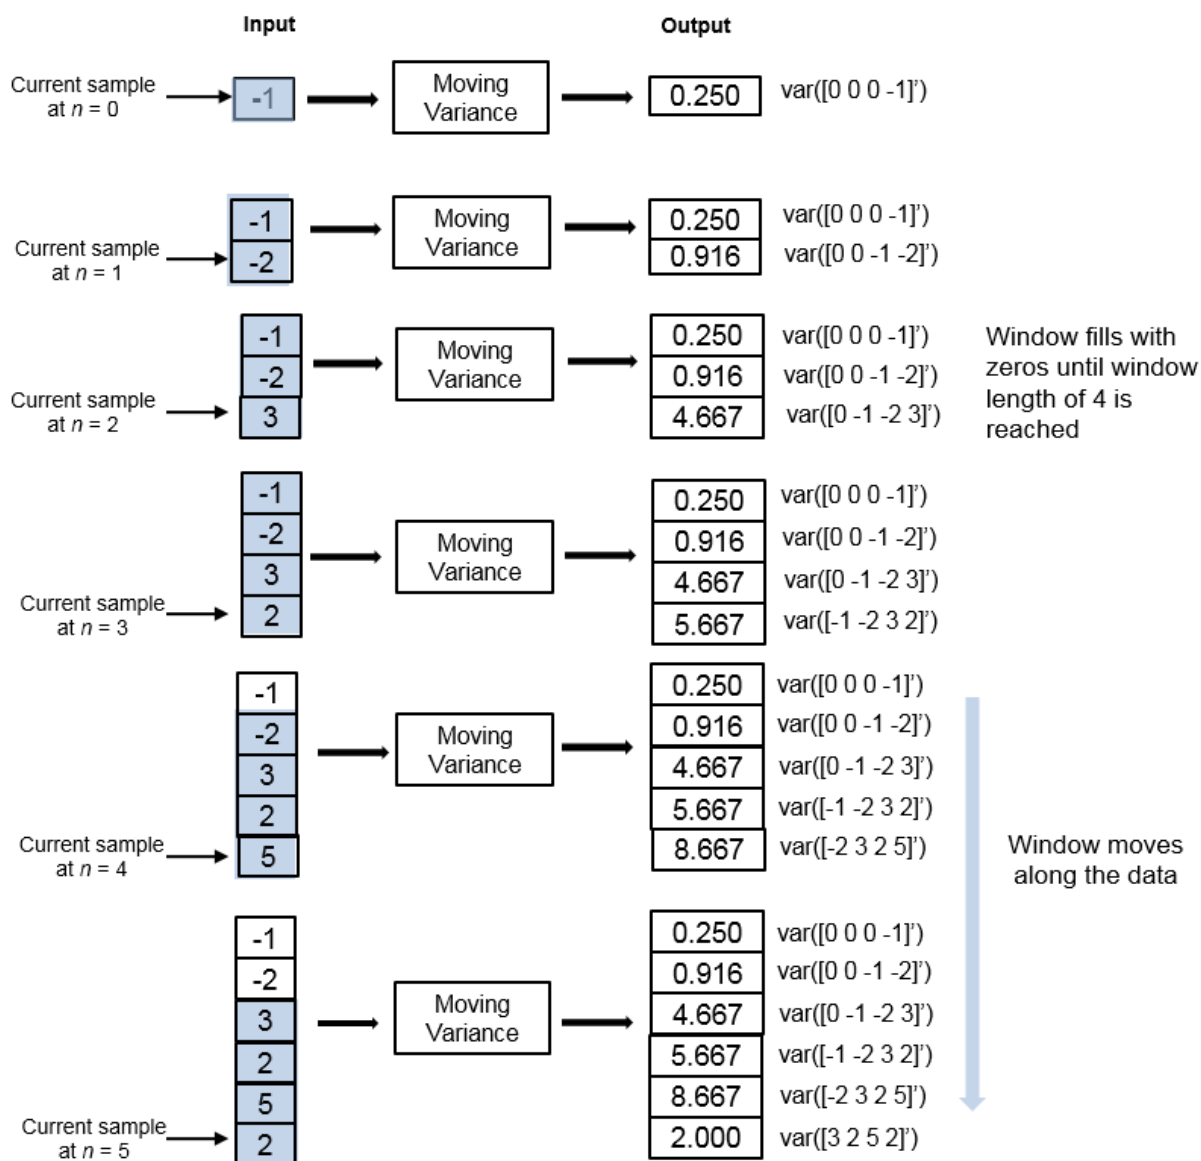 Input
Output
Current sample
at n = 0
-1
Moving
Variance
0.250
var([0 0 0 -1]')
Current sample
at n = 1
-1
-2
Moving
Variance
0.250
0.916
var([0 0 0 -1]')
var([0 0 -1 -2]')
Current sample
at n = 2
-1
-2
3
Moving
Variance
0.250
0.916
4.667
var([0 0 0 -1]')
var([0 0 -1 -2]')
var([0 -1 -2 3]')
Window fills with
zeros until window
length of 4 is
reached
Current sample
at n = 3
-1
-2
3
2
Moving
Variance
0.250
0.916
4.667
5.667
var([0 0 0 -1]')
var([0 0 -1 -2]')
var([0 -1 -2 3]')
var([-1 -2 3 2]')
Current sample
at n = 4
-1
-2
3
2
5
Moving
Variance
0.250
0.916
4.667
5.667
8.667
var([0 0 0 -1]')
var([0 0 -1 -2]')
var([0 -1 -2 3]')
var([-1 -2 3 2]')
var([-2 3 2 5]')
Window moves
along the data
Current sample
at n = 5
-1
-2
3
2
5
2
Moving
Variance
0.250
0.916
4.667
5.667
8.667
2.000
var([0 0 0 -1]')
var([0 0 -1 -2]')
var([0 -1 -2 3]')
var([-1 -2 3 2]')
var([-2 3 2 5]')
var([3 2 5 2]')